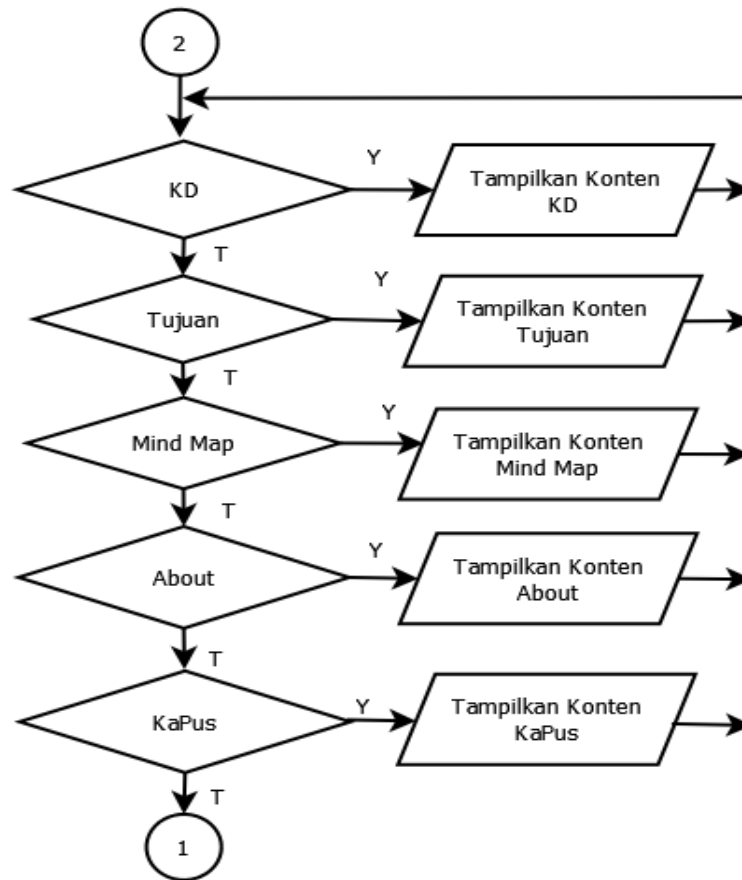 2
Y
KD
Tampilkan Konten
KD
T
Y
Tujuan
Tampilkan Konten
Tujuan
T
Y
Mind Map
Tampilkan Konten
Mind Map
T
Y
About
Tampilkan Konten
About
T
Y
KaPus
Tampilkan Konten
KaPus
T
1